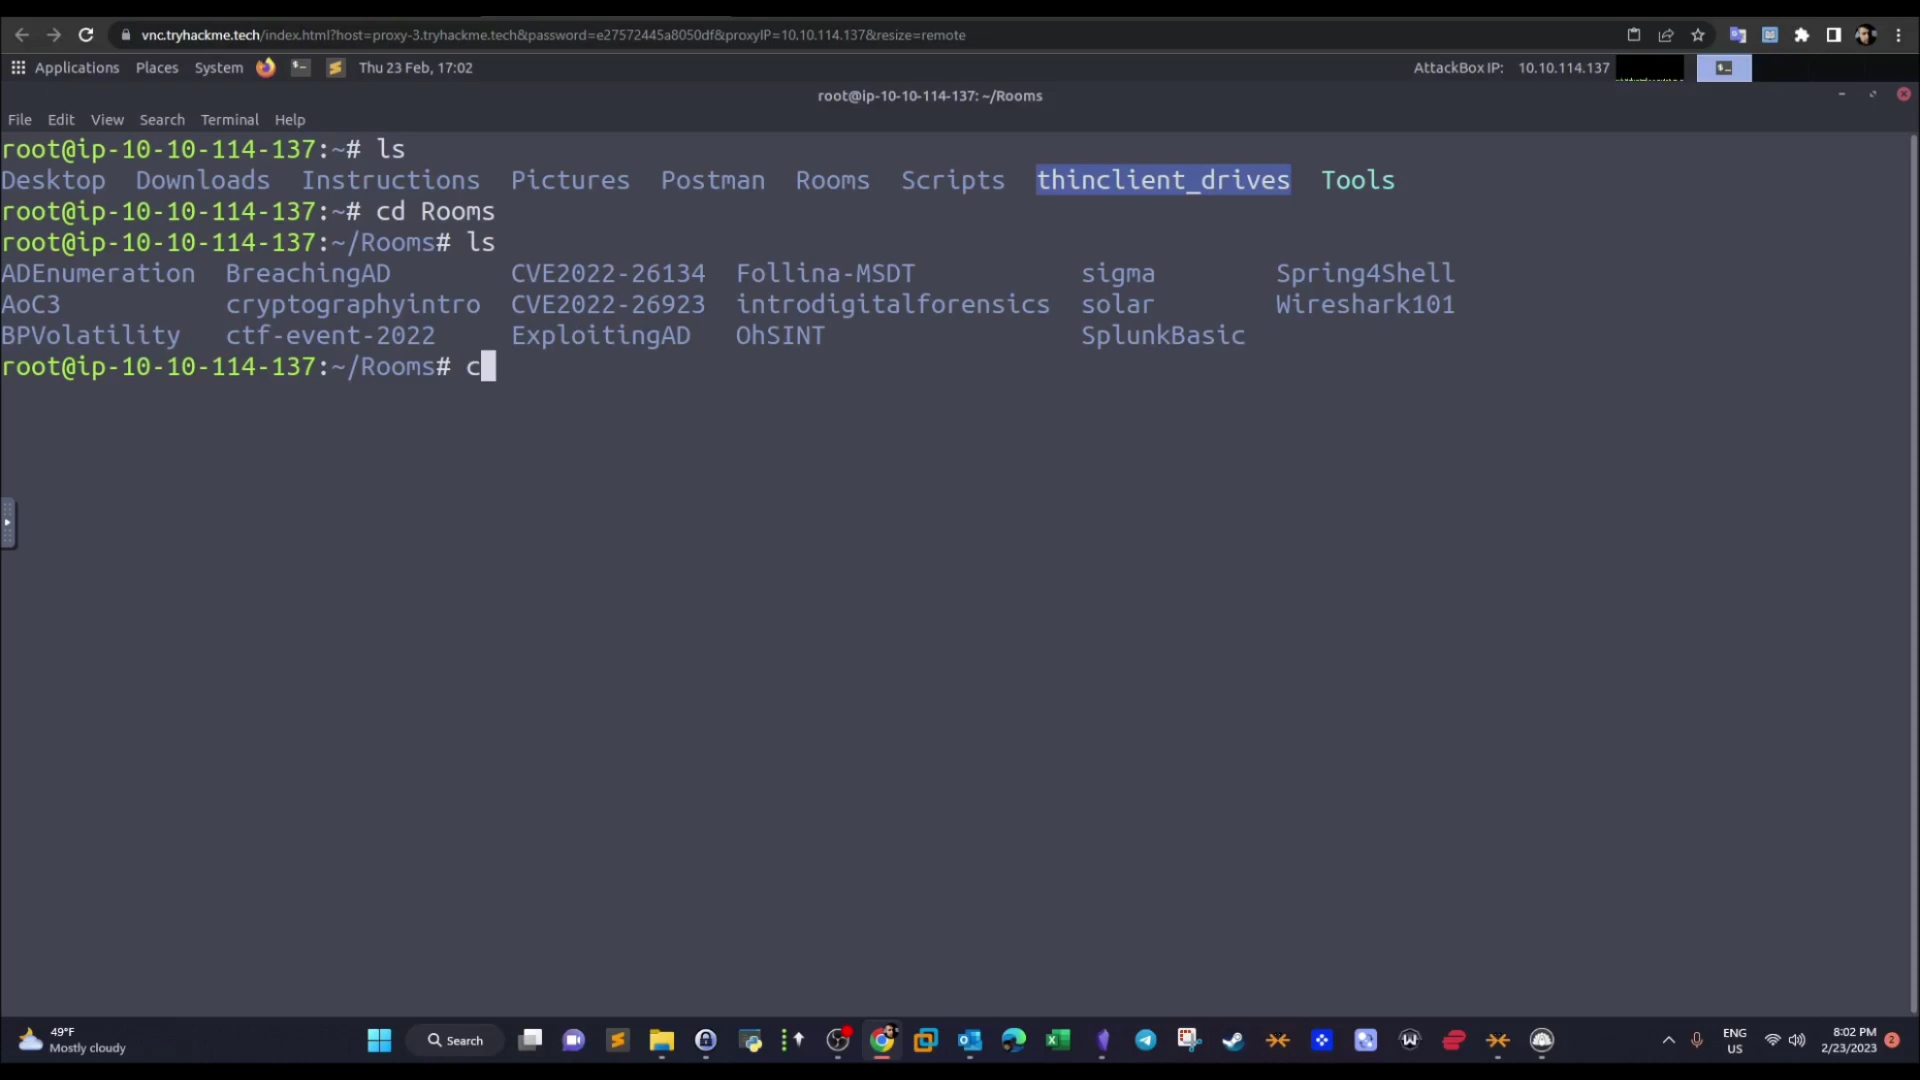 vnc.tryhackme.tech/index.html?host=proxy-3.tryhackme.tech&password=e27572445a8050df&proxyIP=10.10.114.137&resize=remote
Applications Places System Thu 23 Feb, 17:02 AttackBox IP: 10.10.114.137
root@ip-10-10-114-137: ~/Rooms
File Edit View Search Terminal Help
root@ip-10-10-114-137:~# ls
Desktop Downloads Instructions Pictures Postman Rooms Scripts thinclient_drives Tools
root@ip-10-10-114-137:~# cd Rooms
root@ip-10-10-114-137:~/Rooms# ls
ADEnumeration BreachingAD CVE2022-26134 Follina-MSDT sigma Spring4Shell
AoC3 cryptographyintro CVE2022-26923 introdigitalforensics solar Wireshark101
BPVolatility ctf-event-2022 ExploitingAD OhSINT SplunkBasic
root@ip-10-10-114-137:~/Rooms# c
49°F
Mostly cloudy
Search
ENG
US
8:02 PM
2/23/2023
2